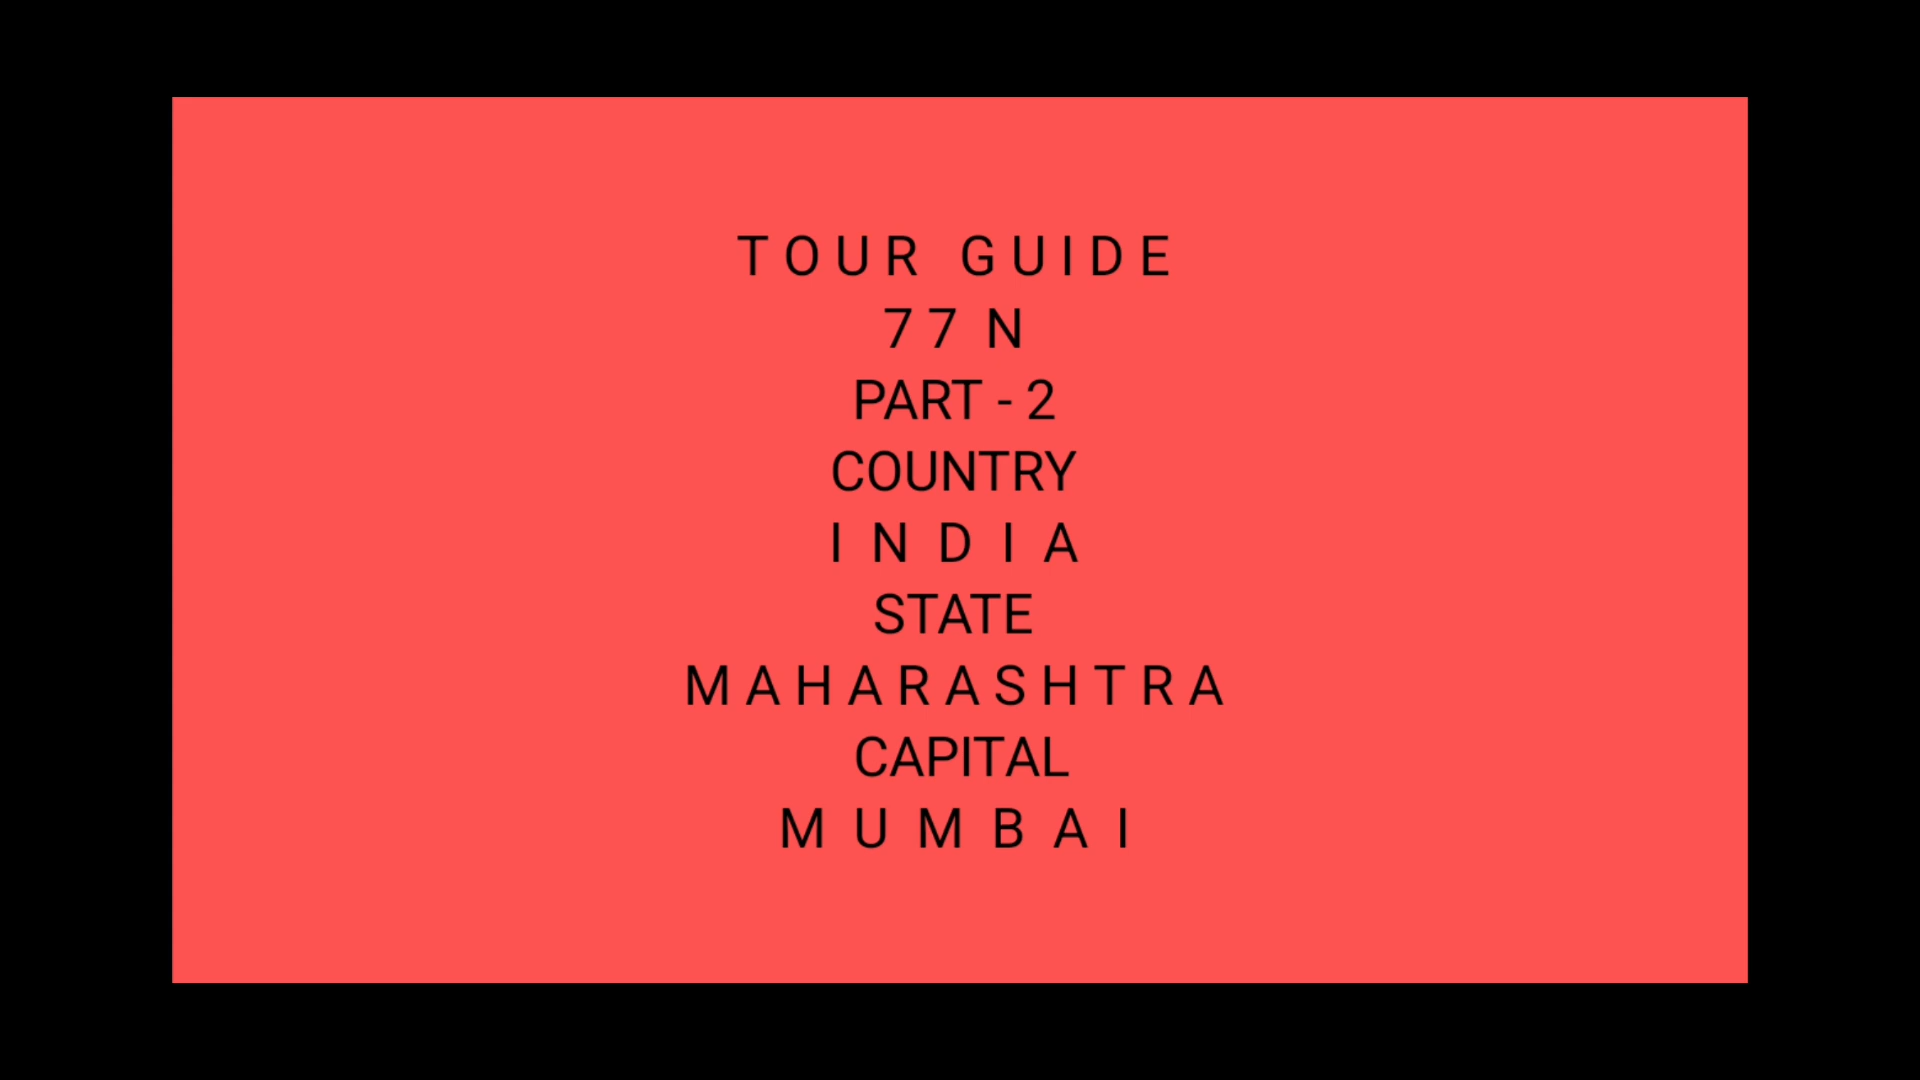 TOUR GUIDE
77 N
PART - 2
COUNTRY
INDIA
STATE
MAHARASHTRA
CAPITAL
MUMBAI